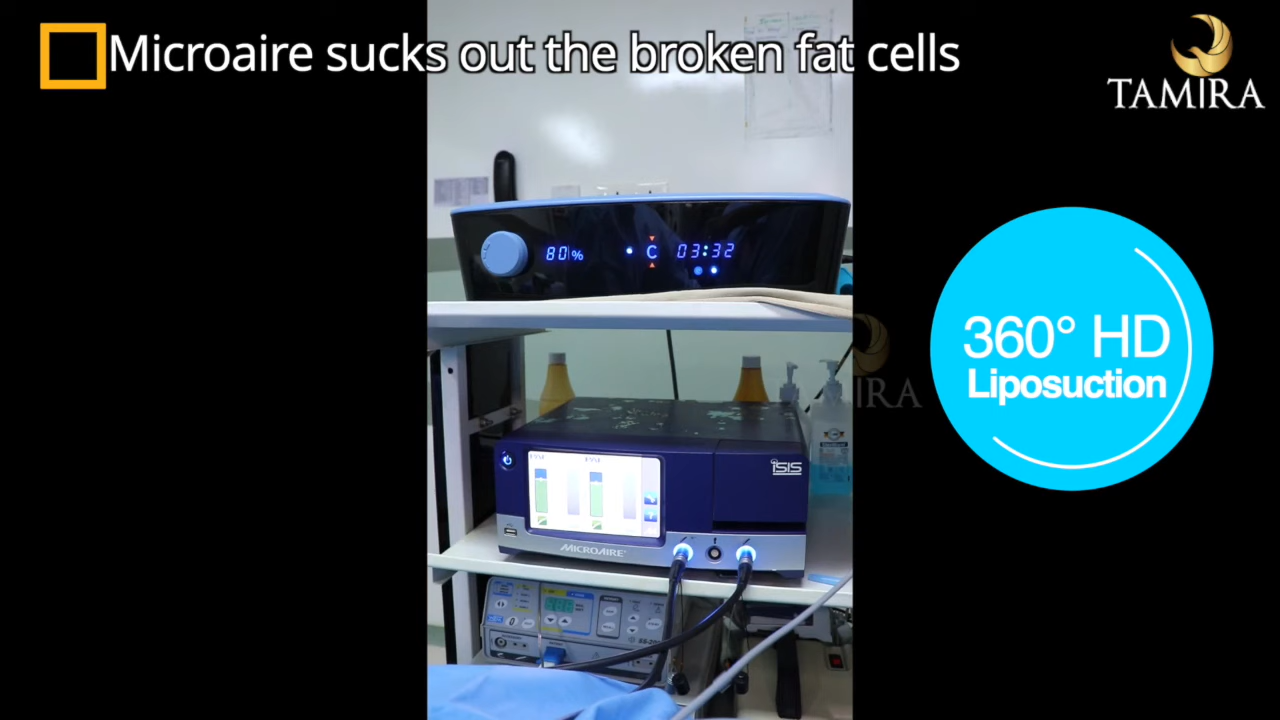 Microaire sucks out the broken fat cells
TAMIRA
80%
C 03:32
360° HD
Liposuction
iSIS
MICROAIRE